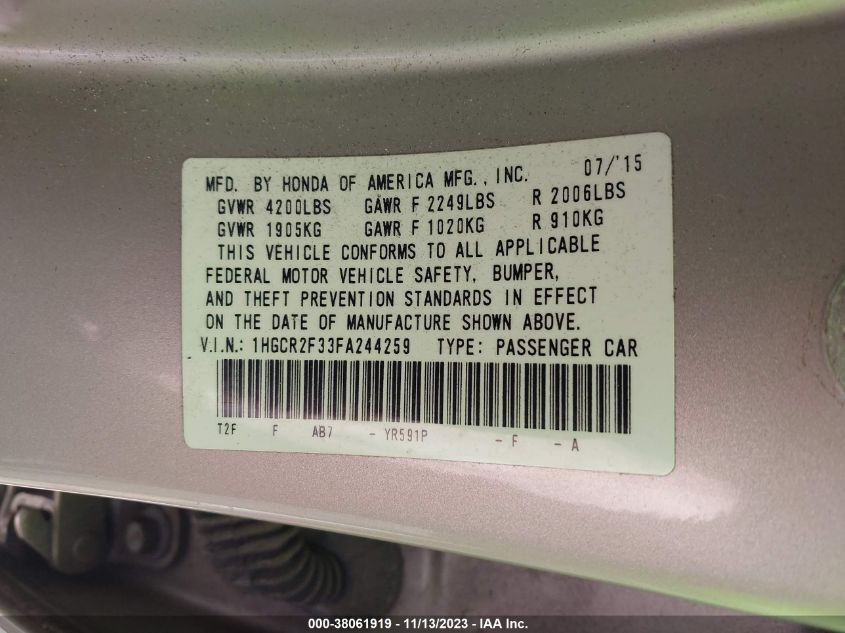 MFD. BY HONDA OF AMERICA MFG., INC. 07/'15
GVWR 4200LBS GAWR F 2249LBS R 2006LBS
GVWR 1905KG GAWR F 1020KG R 910KG
THIS VEHICLE CONFORMS TO ALL APPLICABLE
FEDERAL MOTOR VEHICLE SAFETY, BUMPER,
AND THEFT PREVENTION STANDARDS IN EFFECT
ON THE DATE OF MANUFACTURE SHOWN ABOVE.
V.I.N.: 1HGCR2F33FA244259 TYPE: PASSENGER CAR
T2F F AB7 - YR591P - F - A
000-38061919 - 11/13/2023 - IAA Inc.